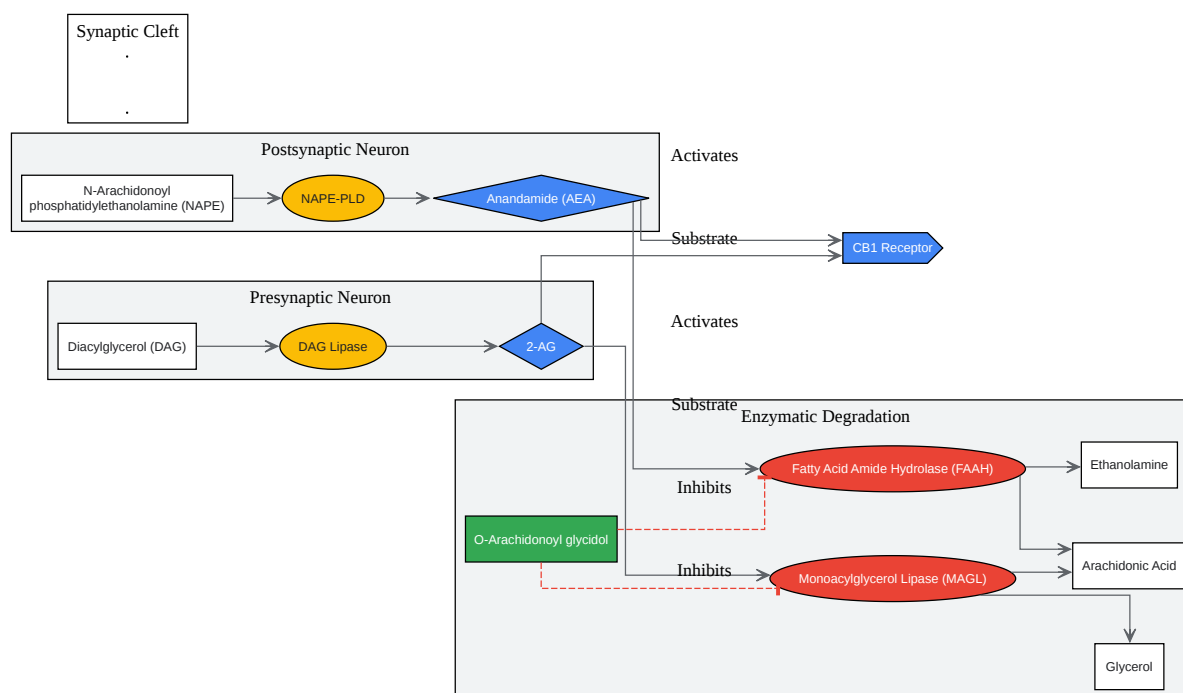 Synaptic Cleft
.
.
Postsynaptic Neuron
N-Arachidonoyl
phosphatidylethanolamine (NAPE)
NAPE-PLD
Anandamide (AEA)
Activates
Substrate
CB1 Receptor
Presynaptic Neuron
Diacylglycerol (DAG)
DAG Lipase
2-AG
Activates
Substrate
Enzymatic Degradation
Fatty Acid Amide Hydrolase (FAAH)
Ethanolamine
Inhibits
O-Arachidonoyl glycidol
Inhibits
Monoacylglycerol Lipase (MAGL)
Arachidonic Acid
Glycerol